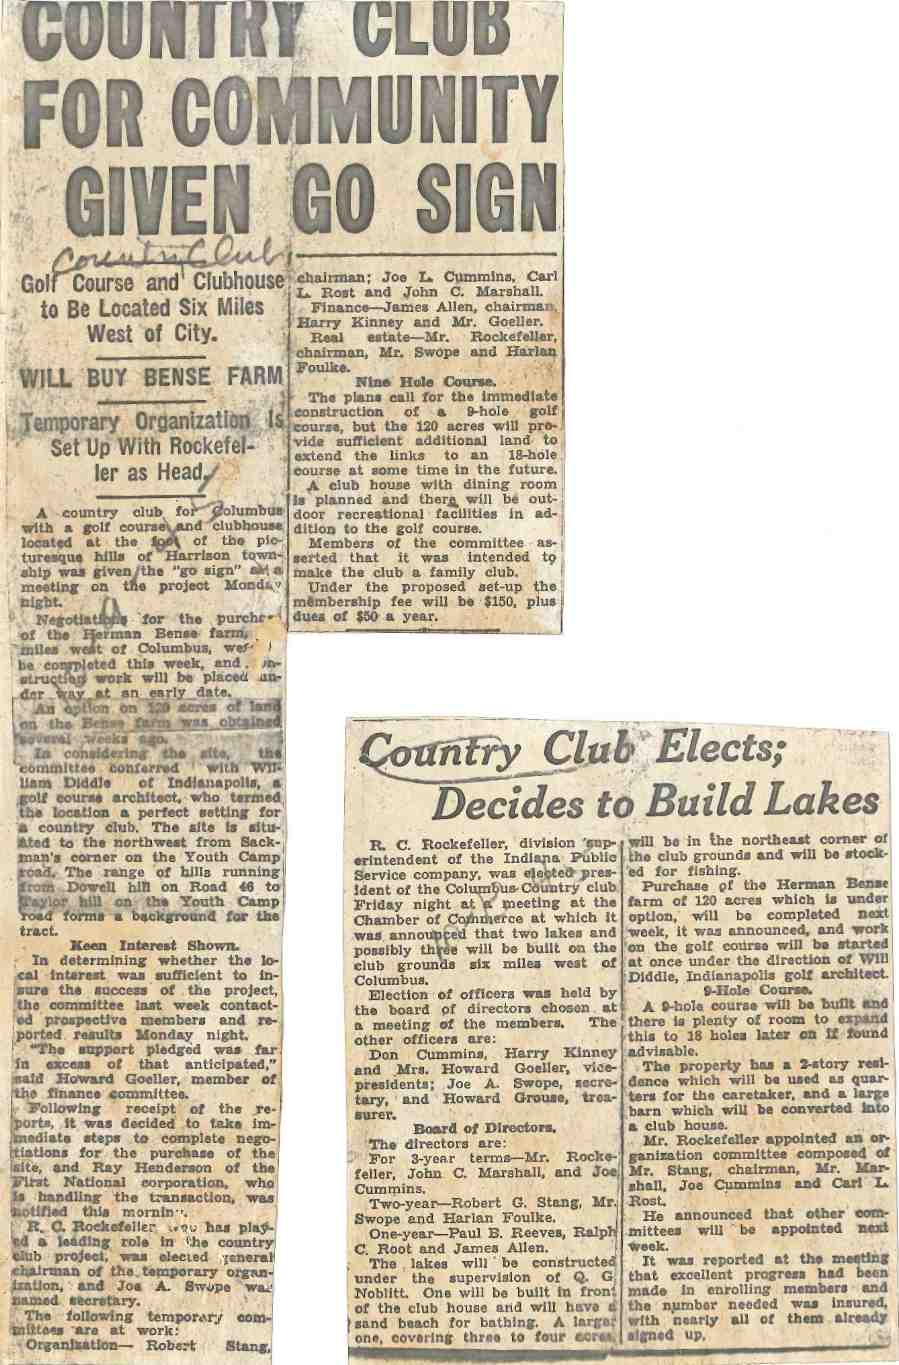 COUNTRY CLUB
FOR COMMUNITY
GIVEN GO SIGN
Country Club
Golf Course and Clubhouse
to Be Located Six Miles
West of City.
WILL BUY BENSE FARM
Temporary Organization Is
Set Up With Rockefel-
ler as Head.
A country club for Columbus
with a golf course and clubhouse
located at the foot of the pic-
turesque hills of Harrison town-
ship was given the "go sign" at a
meeting on the project Monday
night.
Negotiations for the
of the Herman Bense farm,
miles west of Columbus,
be completed this week, and
struction work will be placed un-
der way at an early date.
An option on 120 acres of land
on the Bense farm was obtained
several weeks ago.
In considering the site, the
committee conferred with Wil-
liam Diddle of Indianapolis, a
golf course architect, who termed
the location a perfect setting for
a country club. The site is situ-
ated to the northwest from Sack-
man's corner on the Youth Camp
road. The range of hills running
from Dowell hill on Road 46 to
Taylor hill on the Youth Camp
road forms a background for the
tract.
Keen Interest Shown.
In determining whether the lo-
cal interest was sufficient to in-
sure the success of the project,
the committee last week contact-
ed prospective members and re-
ported results Monday night.
"The support pledged was far
in excess of that anticipated,"
said Howard Goeller, member of
the finance committee.
Following receipt of the re-
ports, it was decided to take im-
mediate steps to complete nego-
tiations for the purchase of the
site, and Ray Henderson of the
First National corporation, who
is handling the transaction, was
notified this
R. C. Rockefeller who has play-
ed a leading role in the country
club project, was elected general
chairman of the temporary organ-
ization, and Joe A. Swope was
named secretary.
The following temporary com-
mittees are at work:
Organization— Robert Stang,
chairman; Joe L. Cummins, Carl
L. Rost and John C. Marshall.
Finance—James Allen, chairman,
Harry Kinney and Mr. Goeller.
Real estate—Mr. Rockefeller,
chairman, Mr. Swope and Harlan
Foulke.
Nine Hole Course.
The plans call for the immediate
construction of a 9-hole golf
course, but the 120 acres will pro-
vide sufficient additional land to
extend the links to an 18-hole
course at some time in the future.
A club house with dining room
is planned and there will be out-
door recreational facilities in ad-
dition to the golf course.
Members of the committee as-
serted that it was intended to
make the club a family club.
Under the proposed set-up the
membership fee will be $150, plus
dues of $50 a year.
Country Club Elects;
Decides to Build Lakes
R. C. Rockefeller, division sup-
erintendent of the Indiana Public
Service company, was elected pres-
ident of the Columbus Country club
Friday night at a meeting at the
Chamber of Commerce at which it
was announced that two lakes and
possibly three will be built on the
club grounds six miles west of
Columbus.
Election of officers was held by
the board of directors chosen at
a meeting of the members. The
other officers are:
Don Cummins, Harry Kinney
and Mrs. Howard Goeller, vice-
presidents; Joe A. Swope, secre-
tary, and Howard Grouse, trea-
surer.
Board of Directors.
The directors are:
For 3-year terms—Mr. Rocke-
feller, John C. Marshall, and Joe
Cummins.
Two-year—Robert G. Stang, Mr.
Swope and Harlan Foulke.
One-year—Paul B. Reeves, Ralph
C. Root and James Allen.
The lakes will be constructed
under the supervision of Q. G
Noblitt. One will be built in front
of the club house and will have a
sand beach for bathing. A larger
one, covering three to four acres,
will be in the northeast corner of
the club grounds and will be stock-
ed for fishing.
Purchase of the Herman Bense
farm of 120 acres which is under
option, will be completed next
week, it was announced, and work
on the golf course will be started
at once under the direction of Will
Diddle, Indianapolis golf architect.
9-Hole Course.
A 9-hole course will be built and
there is plenty of room to expand
this to 18 holes later on if found
advisable.
The property has a 2-story resi-
dence which will be used as quar-
ters for the caretaker, and a large
barn which will be converted into
a club house.
Mr. Rockefeller appointed an or-
ganization committee composed of
Mr. Stang, chairman, Mr. Mar-
shall, Joe Cummins and Carl L.
Rost.
He announced that other com-
mittees will be appointed next
week.
It was reported at the meeting
that excellent progress had been
made in enrolling members and
the number needed was insured,
with nearly all of them already
signed up.